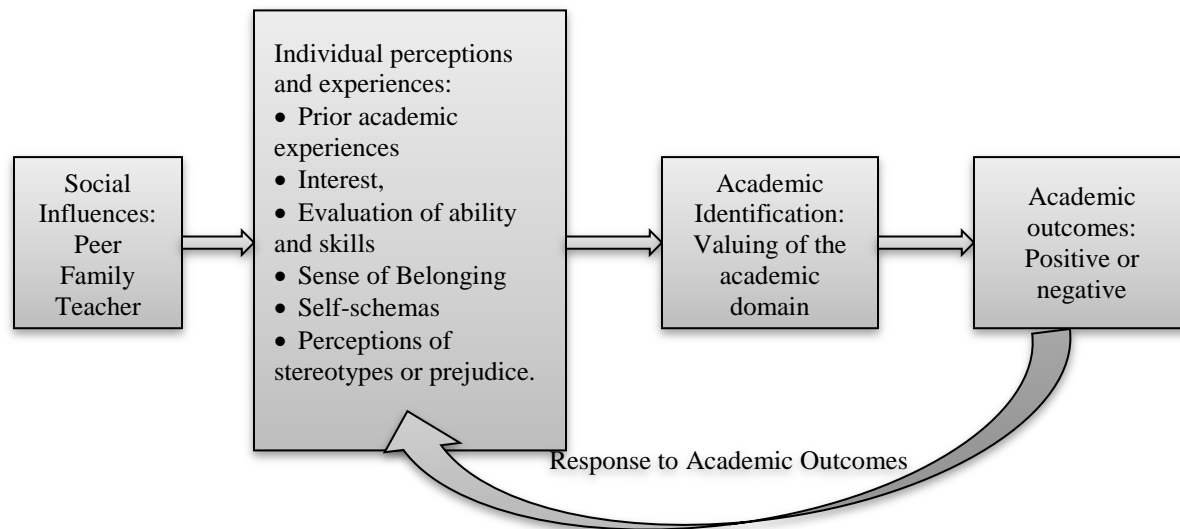 Social
Influences:
Peer
Family
Teacher
Individual perceptions
and experiences:
• Prior academic
experiences
• Interest,
• Evaluation of ability
and skills
• Sense of Belonging
• Self-schemas
• Perceptions of
stereotypes or prejudice.
Academic
Identification:
Valuing of the
academic
domain
Academic
outcomes:
Positive or
negative
Response to Academic Outcomes